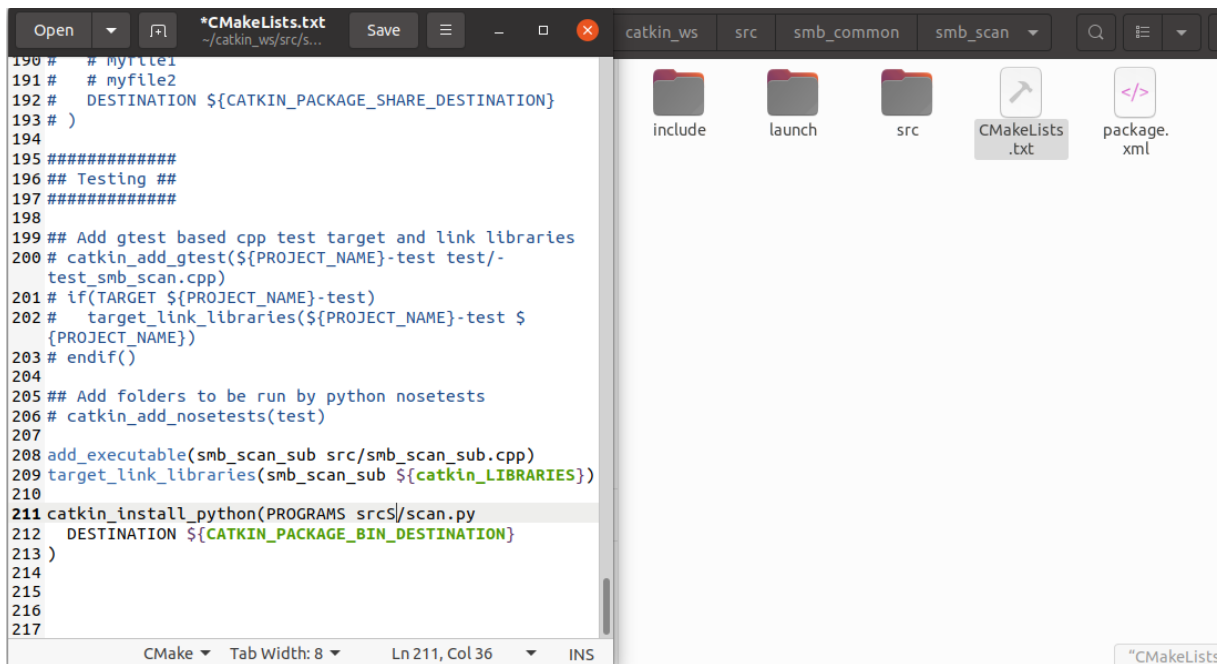 Open
*CMakeLists.txt
~/catkin_ws/src/s...
Save
190 #   # myfile1
191 #   # myfile2
192 #   DESTINATION ${CATKIN_PACKAGE_SHARE_DESTINATION}
193 # )
194
195 #############
196 ## Testing ##
197 #############
198
199 ## Add gtest based cpp test target and link libraries
200 # catkin_add_gtest(${PROJECT_NAME}-test test/-
test_smb_scan.cpp)
201 # if(TARGET ${PROJECT_NAME}-test)
202 #   target_link_libraries(${PROJECT_NAME}-test $
{PROJECT_NAME})
203 # endif()
204
205 ## Add folders to be run by python nosetests
206 # catkin_add_nosetests(test)
207
208 add_executable(smb_scan_sub src/smb_scan_sub.cpp)
209 target_link_libraries(smb_scan_sub ${catkin_LIBRARIES})
210
211 catkin_install_python(PROGRAMS srcS/scan.py
212   DESTINATION ${CATKIN_PACKAGE_BIN_DESTINATION}
213 )
214
215
216
217
CMake Tab Width: 8 Ln 211, Col 36 INS
catkin_ws src smb_common smb_scan
include launch src CMakeLists
.txt package.
xml
"CMakeLists